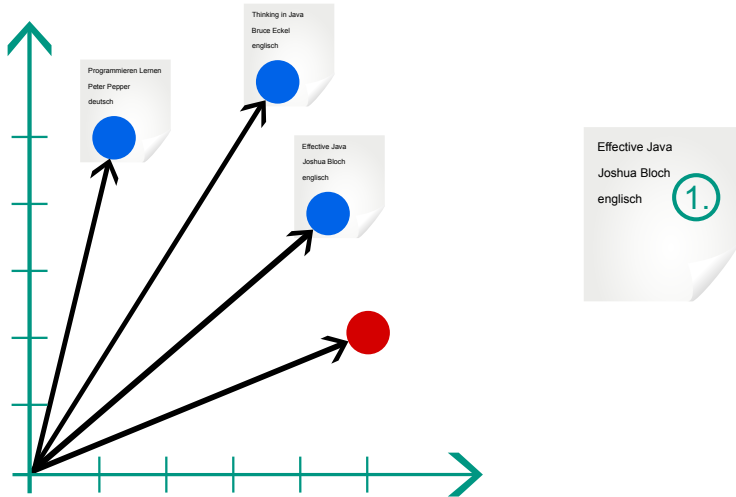 Thinking in Java
Bruce Eckel
englisch
Programmieren Lernen
Peter Pepper
deutsch
Effective Java
Joshua Bloch
englisch
Effective Java
Joshua Bloch
englisch
1.